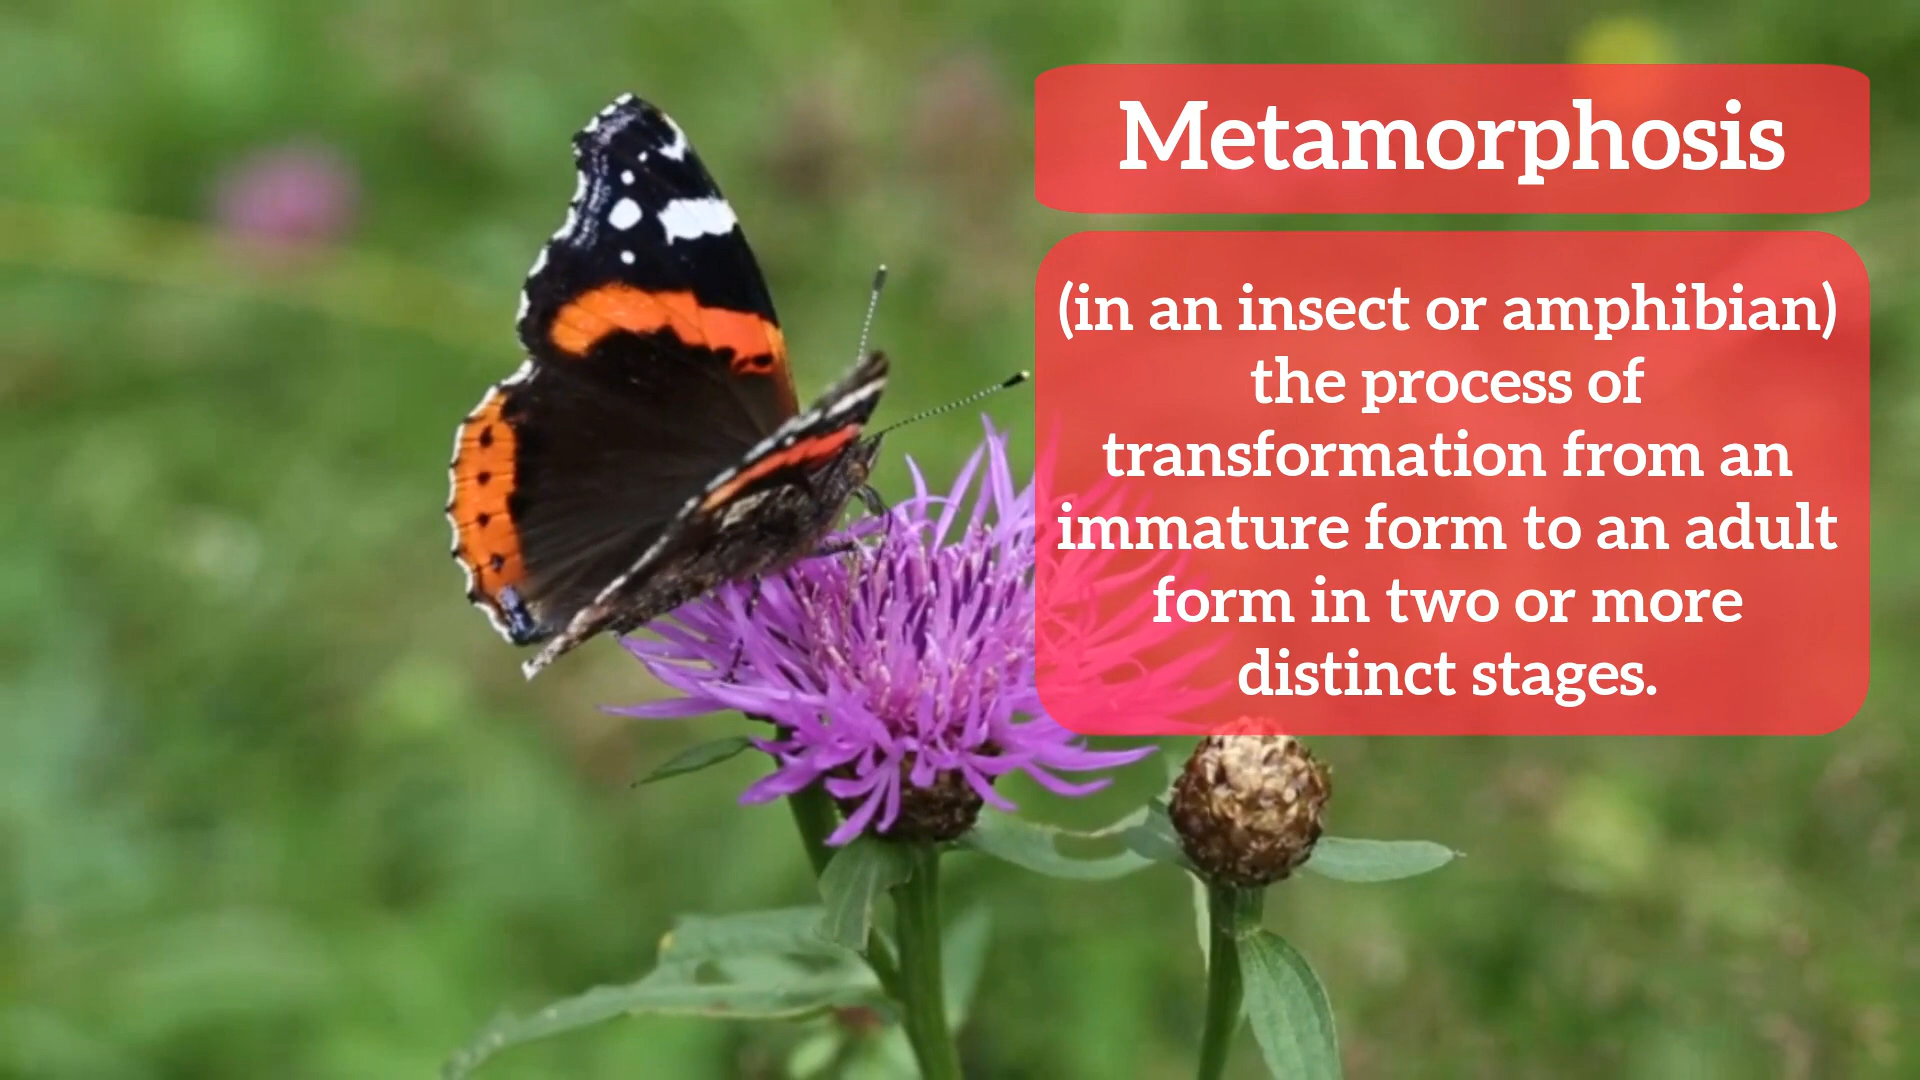 Metamorphosis
(in an insect or amphibian)
the process of
transformation from an
immature form to an adult
form in two or more
distinct stages.